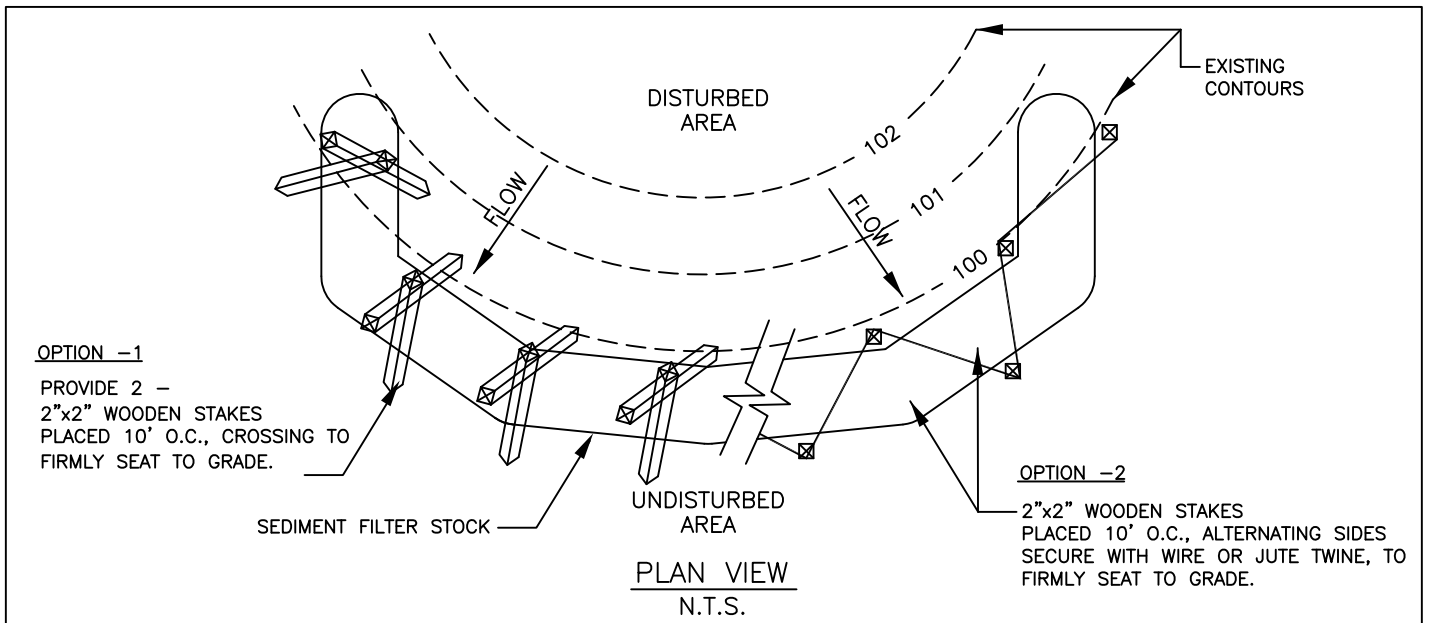 EXISTING
CONTOURS
DISTURBED
AREA
102
101
100
FLOW
FLOW
OPTION -1
PROVIDE 2 -
2"x2" WOODEN STAKES
PLACED 10' O.C., CROSSING TO
FIRMLY SEAT TO GRADE.
SEDIMENT FILTER STOCK
UNDISTURBED
AREA
OPTION -2
2"x2" WOODEN STAKES
PLACED 10' O.C., ALTERNATING SIDES
SECURE WITH WIRE OR JUTE TWINE, TO
FIRMLY SEAT TO GRADE.
PLAN VIEW
N.T.S.